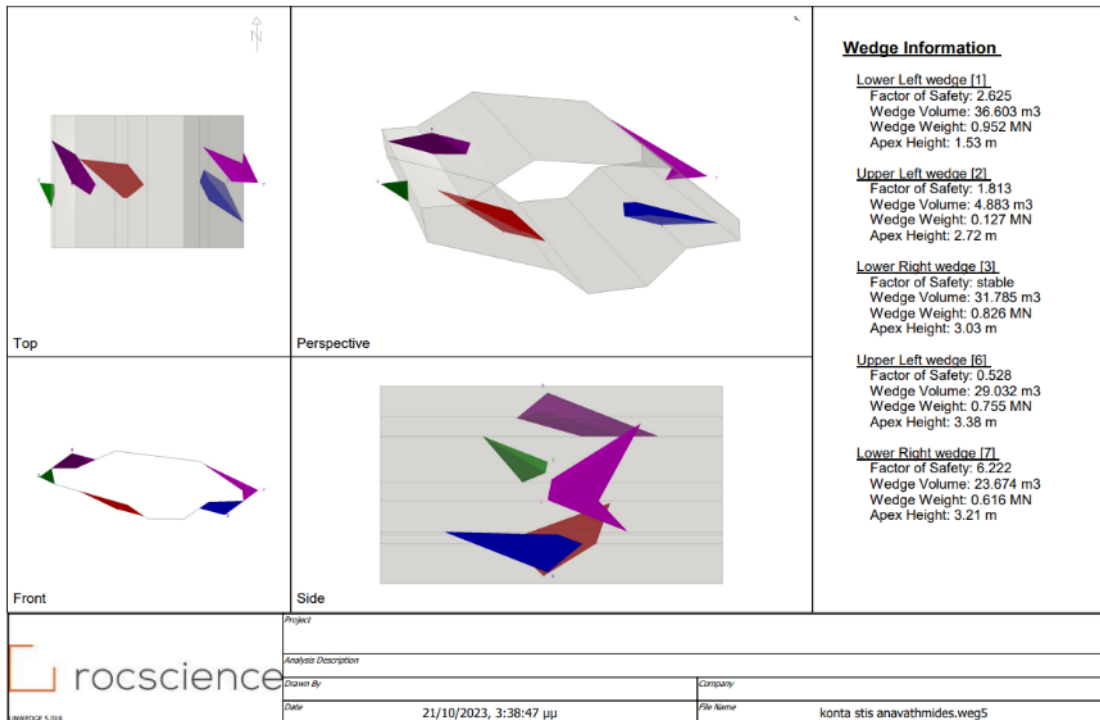 N
Top
Perspective
Front
Side
Wedge Information
Lower Left wedge [1]
Factor of Safety: 2.625
Wedge Volume: 36.603 m3
Wedge Weight: 0.952 MN
Apex Height: 1.53 m
Upper Left wedge [2]
Factor of Safety: 1.813
Wedge Volume: 4.883 m3
Wedge Weight: 0.127 MN
Apex Height: 2.72 m
Lower Right wedge [3]
Factor of Safety: stable
Wedge Volume: 31.785 m3
Wedge Weight: 0.826 MN
Apex Height: 3.03 m
Upper Left wedge [6]
Factor of Safety: 0.528
Wedge Volume: 29.032 m3
Wedge Weight: 0.755 MN
Apex Height: 3.38 m
Lower Right wedge [7]
Factor of Safety: 6.222
Wedge Volume: 23.674 m3
Wedge Weight: 0.616 MN
Apex Height: 3.21 m
rocscience
Project
Analysis Description
Drawn By
Company
Date
21/10/2023, 3:38:47 μμ
File Name
konta stis anavathmides.weg5